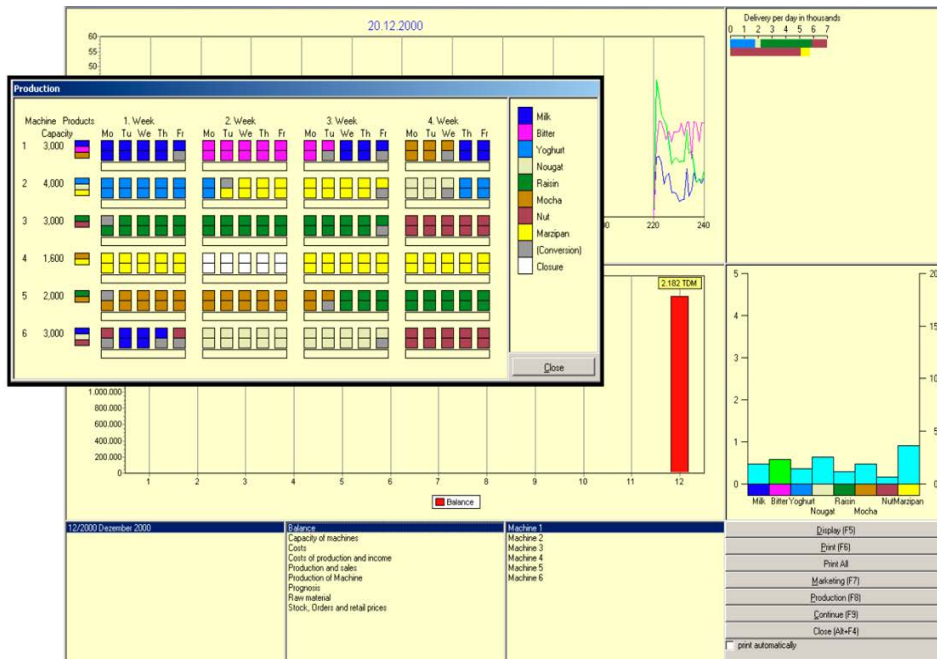 20.12.2000
Delivery per day in thousands
0 1 2 3 4 5 6 7
60
55
50
Production
Machine Products 1. Week 2. Week 3. Week 4. Week
Capacity Mo Tu We Th Fr Mo Tu We Th Fr Mo Tu We Th Fr Mo Tu We Th Fr
1 3,000
2 4,000
3 3,000
4 1,600
5 2,000
6 3,000
Milk
Bitter
Yoghurt
Nougat
Raisin
Mocha
Nut
Marzipan
(Conversion)
Closure
Close
220 240
2.182 TDM
1.000.000
800.000
600.000
400.000
200.000
0
1 2 3 4 5 6 7 8 9 10 11 12
Balance
5
4
3
2
1
0
20
10
0
Milk Bitter Yoghurt Raisin Nut Marzipan
Nougat Mocha
12/2000 Dezember 2000
Balance
Capacity of machines
Costs
Costs of production and income
Production and sales
Production of Machine
Prognosis
Raw material
Stock, Orders and retail prices
Machine 1
Machine 2
Machine 3
Machine 4
Machine 5
Machine 6
Display (F5)
Print (F6)
Print All
Marketing (F7)
Production (F8)
Continue (F9)
Close (Alt+F4)
print automatically